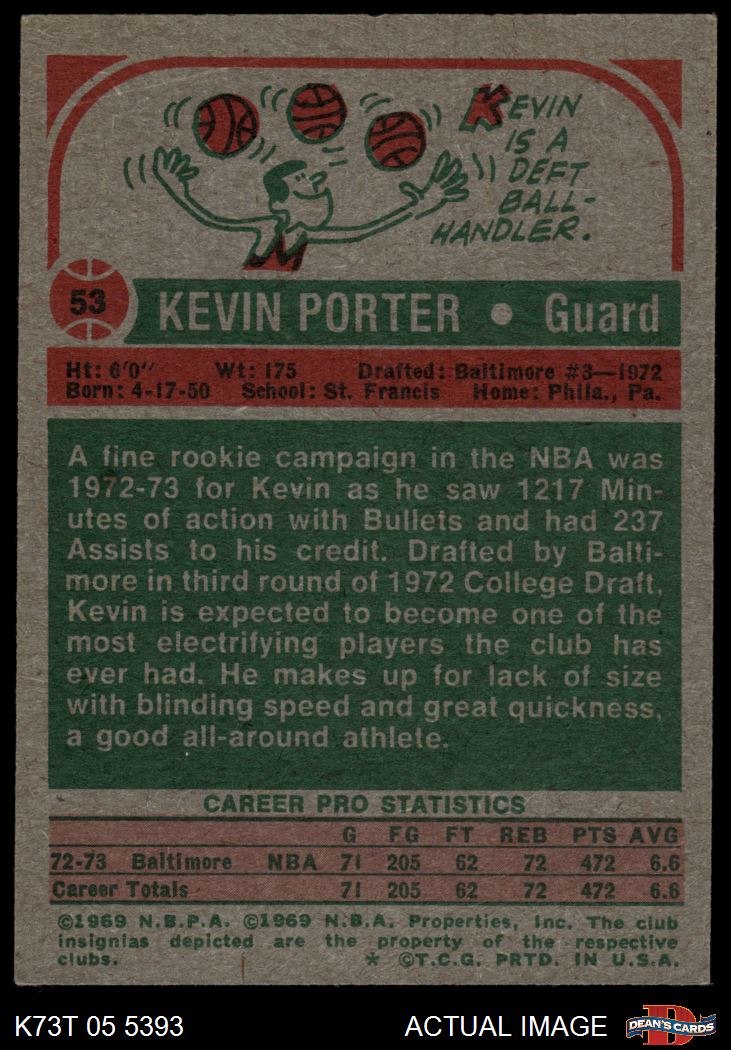 KEVIN
IS A
DEFT
BALL-
HANDLER.
53
KEVIN PORTER • Guard
Ht: 6'0" Wt: 175 Drafted: Baltimore #3—1972
Born: 4-17-50 School: St. Francis Home: Phila., Pa.
A fine rookie campaign in the NBA was
1972-73 for Kevin as he saw 1217 Min-
utes of action with Bullets and had 237
Assists to his credit. Drafted by Balti-
more in third round of 1972 College Draft,
Kevin is expected to become one of the
most electrifying players the club has
ever had. He makes up for lack of size
with blinding speed and great quickness,
a good all-around athlete.
CAREER PRO STATISTICS
G FG FT REB PTS AVG
72-73 Baltimore NBA 71 205 62 72 472 6.6
Career Totals 71 205 62 72 472 6.6
©1969 N.B.P.A. ©1969 N.B.A. Properties, Inc. The club
insignias depicted are the property of the respective
clubs. * ©T.C.G. PRTD. IN U.S.A.
K73T 05 5393 ACTUAL IMAGE DEAN'S CARDS